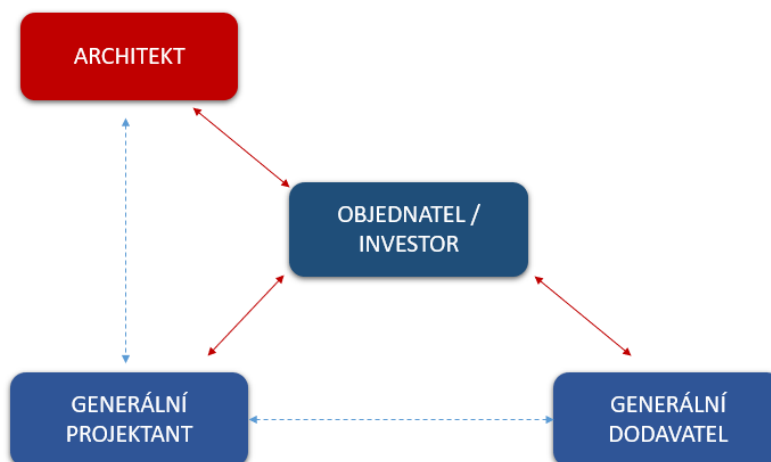 ARCHITEKT
OBJEDNATEL /
INVESTOR
GENERÁLNÍ
PROJEKTANT
GENERÁLNÍ
DODAVATEL